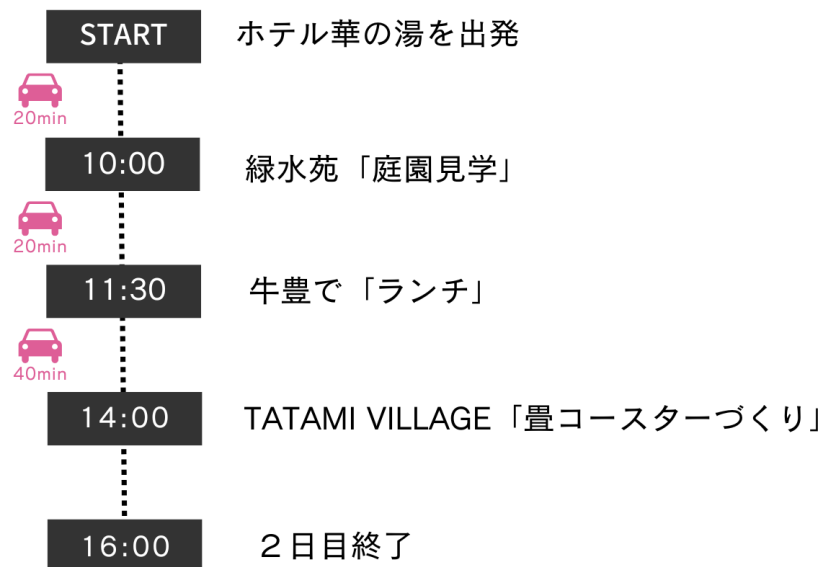 START ホテル華の湯を出発
20min
10:00 緑水苑「庭園見学」
20min
11:30 牛豊で「ランチ」
40min
14:00 TATAMI VILLAGE「畳コースターづくり」
16:00 2日目終了